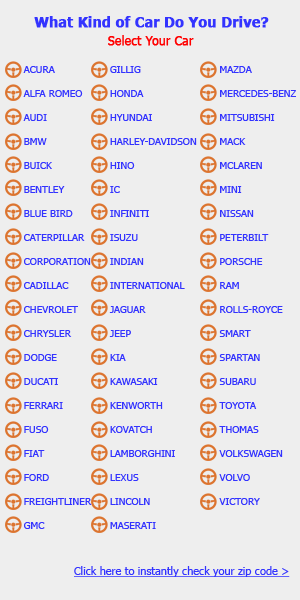 What Kind of Car Do You Drive?
Select Your Car
ACURA
ALFA ROMEO
AUDI
BMW
BUICK
BENTLEY
BLUE BIRD
CATERPILLAR
CORPORATION
CADILLAC
CHEVROLET
CHRYSLER
DODGE
DUCATI
FERRARI
FUSO
FIAT
FORD
FREIGHTLINER
GMC
GILLIG
HONDA
HYUNDAI
HARLEY-DAVIDSON
HINO
IC
INFINITI
ISUZU
INDIAN
INTERNATIONAL
JAGUAR
JEEP
KIA
KAWASAKI
KENWORTH
KOVATCH
LAMBORGHINI
LEXUS
LINCOLN
MASERATI
MAZDA
MERCEDES-BENZ
MITSUBISHI
MACK
MCLAREN
MINI
NISSAN
PETERBILT
PORSCHE
RAM
ROLLS-ROYCE
SMART
SPARTAN
SUBARU
TOYOTA
THOMAS
VOLKSWAGEN
VOLVO
VICTORY
Click here to instantly check your zip code >